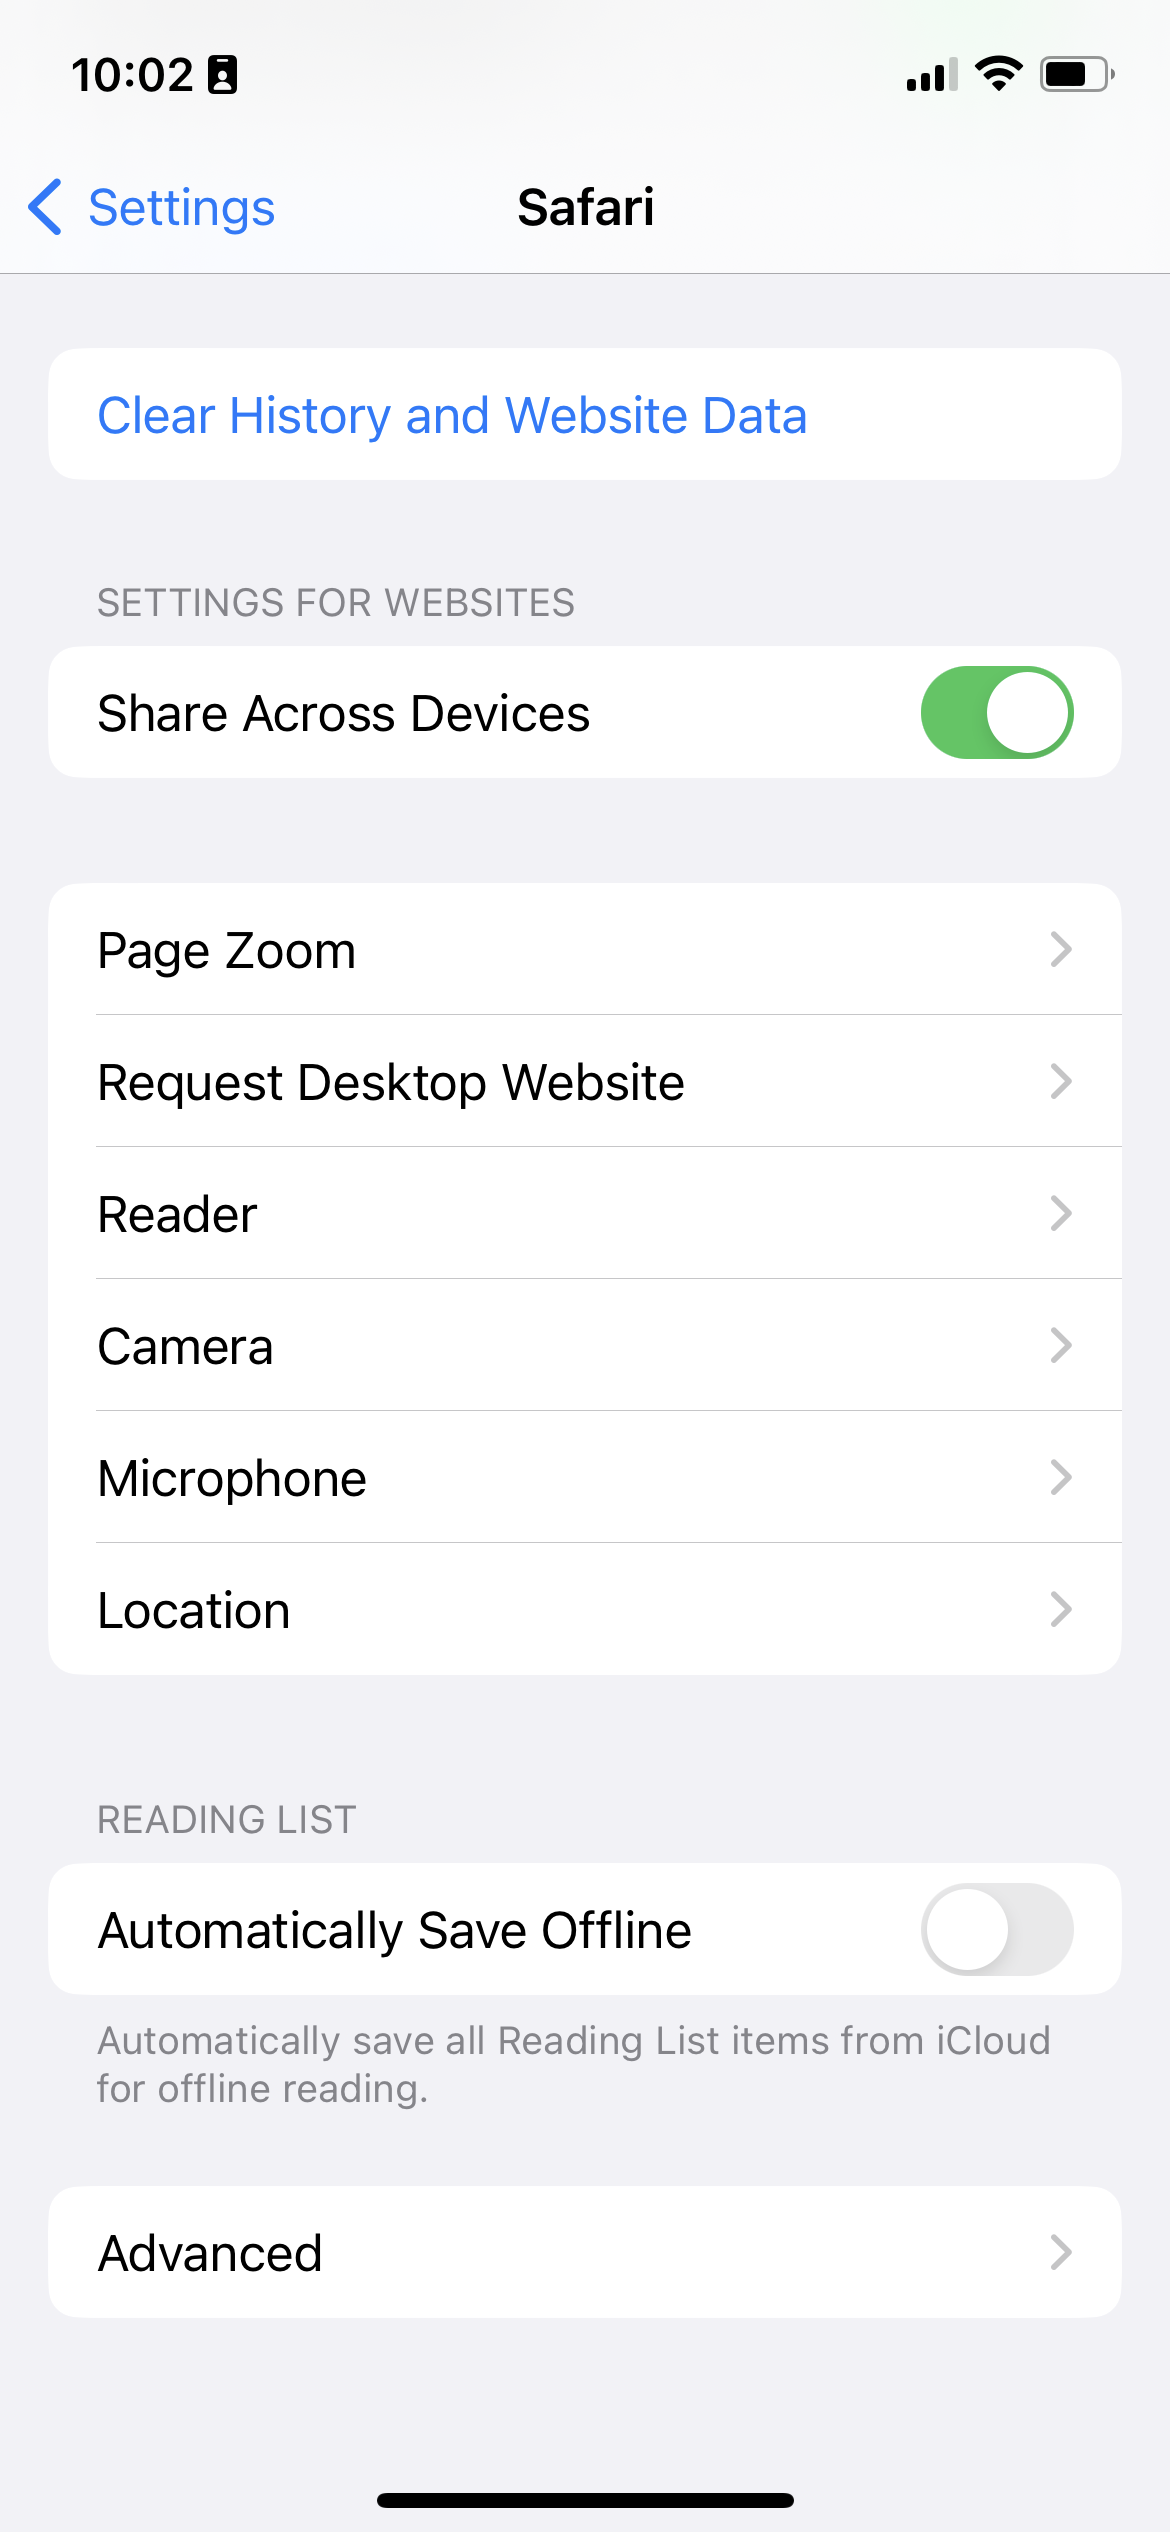 10:02
Settings
Safari
Clear History and Website Data
SETTINGS FOR WEBSITES
Share Across Devices
Page Zoom
Request Desktop Website
Reader
Camera
Microphone
Location
READING LIST
Automatically Save Offline
Automatically save all Reading List items from iCloud
for offline reading.
Advanced